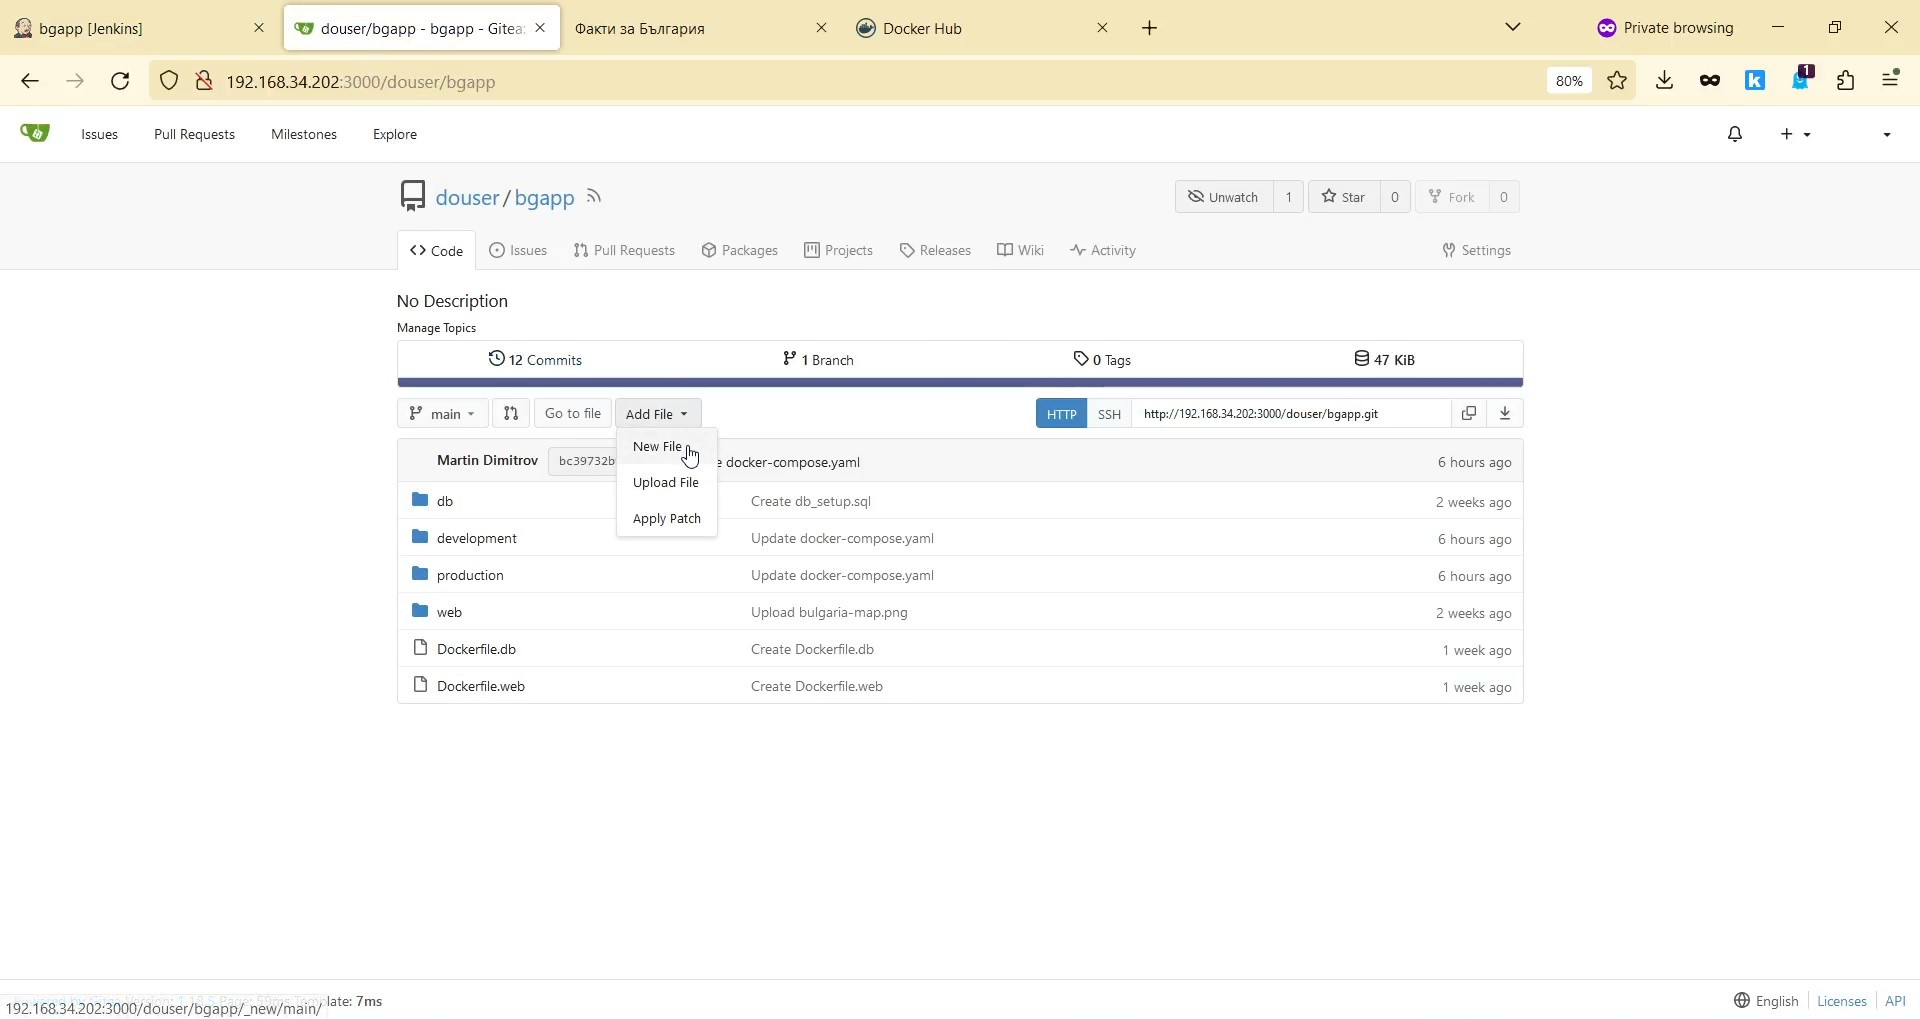 bgapp [Jenkins]
douser/bgapp - bgapp - Gitea:
Факти за България
Docker Hub
Private browsing
192.168.34.202:3000/douser/bgapp
80%
1
Issues
Pull Requests
Milestones
Explore
douser / bgapp
Unwatch 1
Star 0
Fork 0
Code
Issues
Pull Requests
Packages
Projects
Releases
Wiki
Activity
Settings
No Description
Manage Topics
12 Commits
1 Branch
0 Tags
47 KiB
main
Go to file
Add File
HTTP
SSH
http://192.168.34.202:3000/douser/bgapp.git
New File
Upload File
Apply Patch
Martin Dimitrov bc39732b e docker-compose.yaml 6 hours ago
db Create db_setup.sql 2 weeks ago
development Update docker-compose.yaml 6 hours ago
production Update docker-compose.yaml 6 hours ago
web Upload bulgaria-map.png 2 weeks ago
Dockerfile.db Create Dockerfile.db 1 week ago
Dockerfile.web Create Dockerfile.web 1 week ago
late: 7ms
192.168.34.202:3000/douser/bgapp/_new/main/
English
Licenses
API